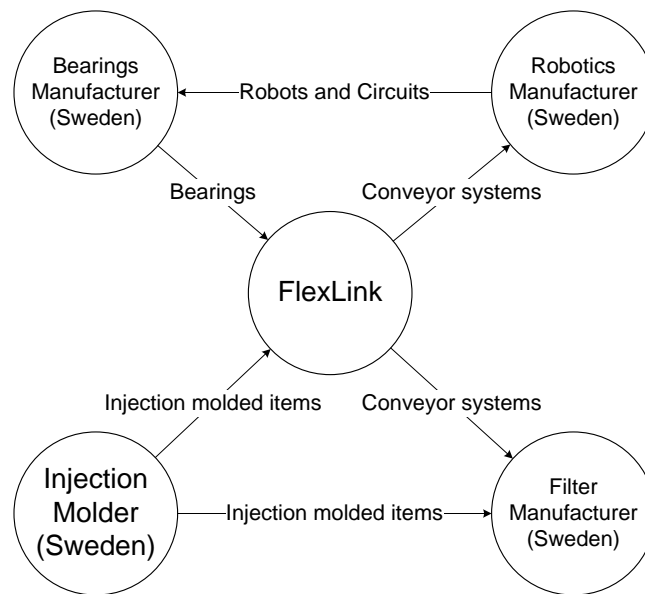 Bearings
Manufacturer
(Sweden)
Robots and Circuits
Robotics
Manufacturer
(Sweden)
Bearings
Conveyor systems
FlexLink
Injection molded items
Conveyor systems
Injection
Molder
(Sweden)
Injection molded items
Filter
Manufacturer
(Sweden)